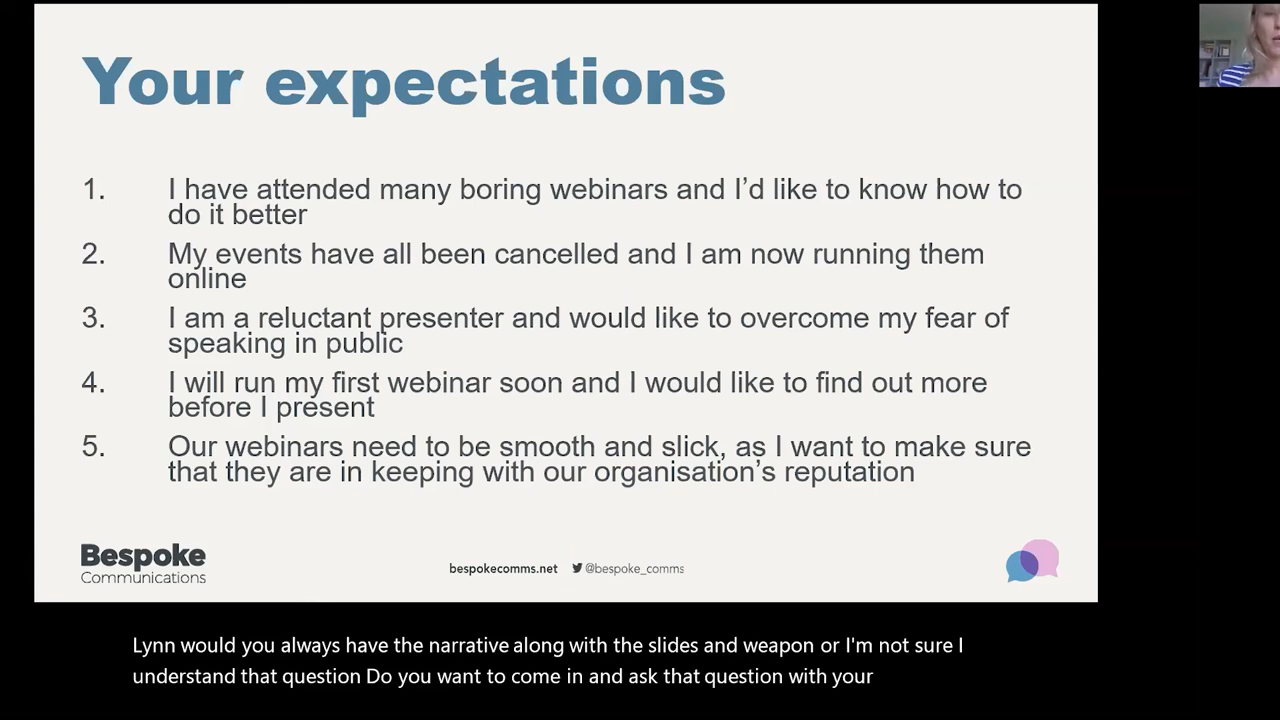 Your expectations
1. I have attended many boring webinars and I'd like to know how to
do it better
2. My events have all been cancelled and I am now running them
online
3. I am a reluctant presenter and would like to overcome my fear of
speaking in public
4. I will run my first webinar soon and I would like to find out more
before I present
5. Our webinars need to be smooth and slick, as I want to make sure
that they are in keeping with our organisation's reputation
Bespoke
Communications
bespokecomms.net @bespoke_comms
Lynn would you always have the narrative along with the slides and weapon or I'm not sure I
understand that question Do you want to come in and ask that question with your